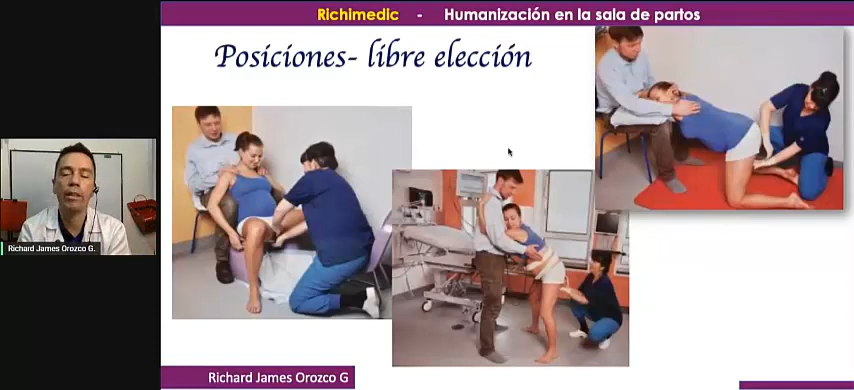 Richimedic - Humanización en la sala de partos
Posiciones- libre elección
Richard James Orozco G.
Richard James Orozco G